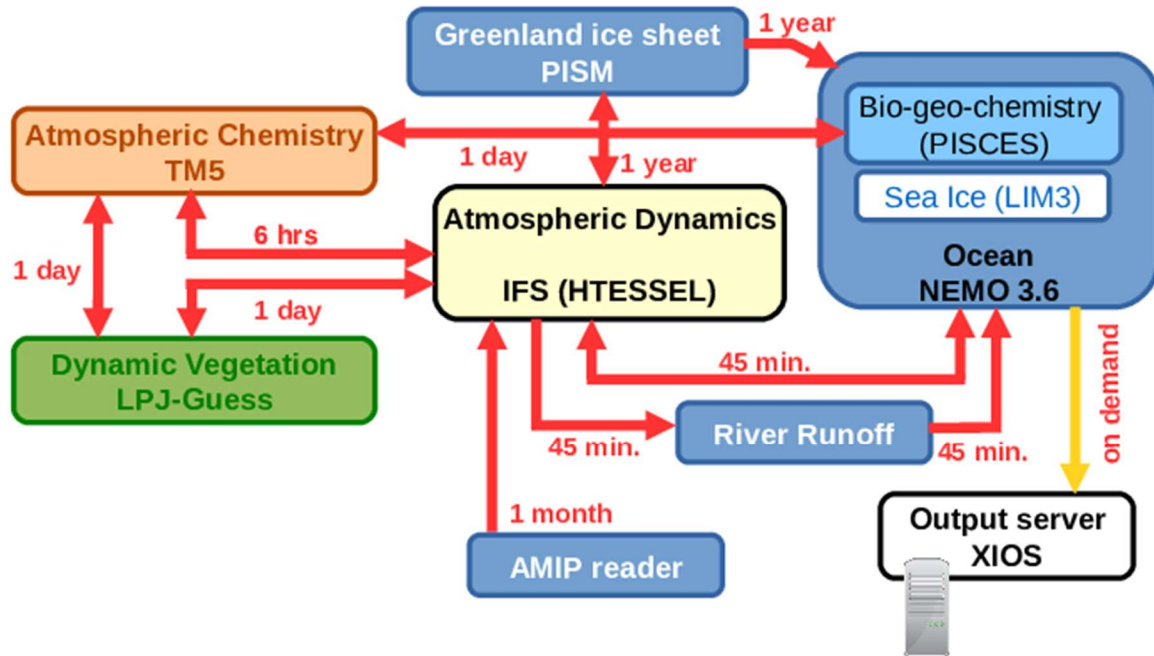 Greenland ice sheet
PISM
1 year
Bio-geo-chemistry
(PISCES)
Sea Ice (LIM3)
Ocean
NEMO 3.6
Atmospheric Chemistry
TM5
1 day
1 year
Atmospheric Dynamics
IFS (HTESSEL)
6 hrs
1 day
1 day
Dynamic Vegetation
LPJ-Guess
45 min.
River Runoff
45 min.
45 min.
on demand
1 month
AMIP reader
Output server
XIOS